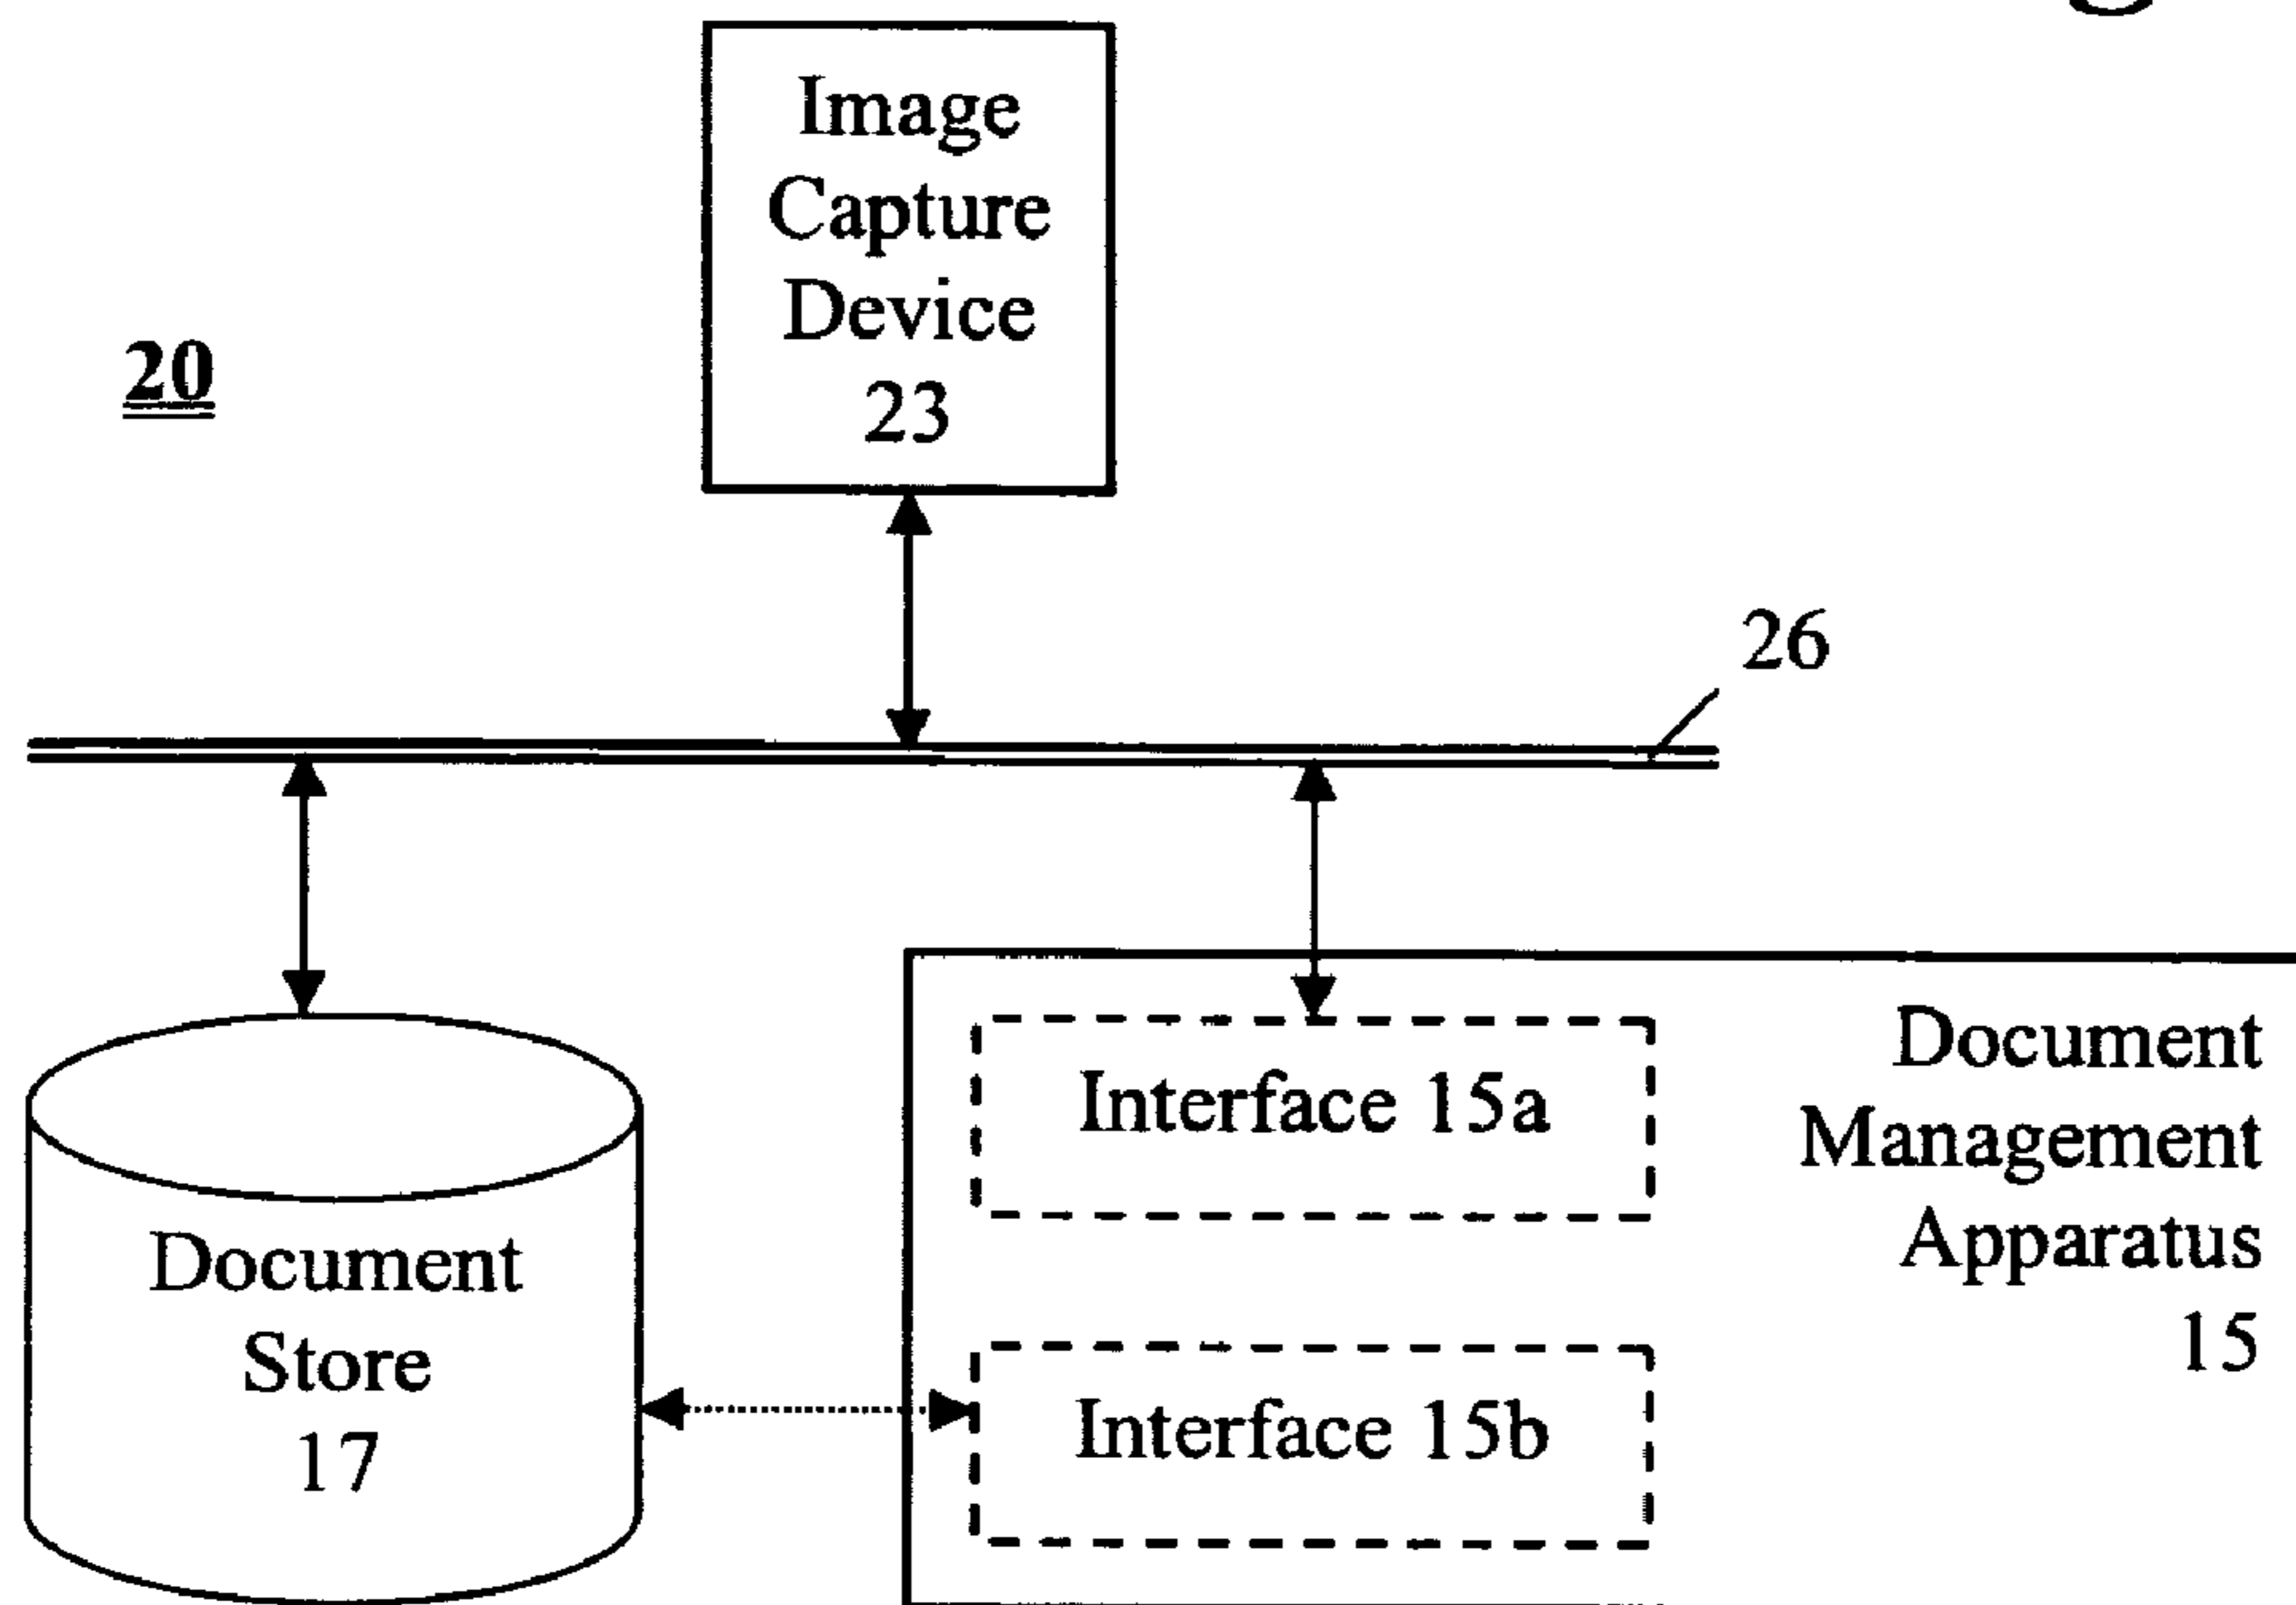 Image
Capture
Device
23
20
26
Document
Management
Apparatus
15
Interface 15a
Interface 15b
Document
Store
17